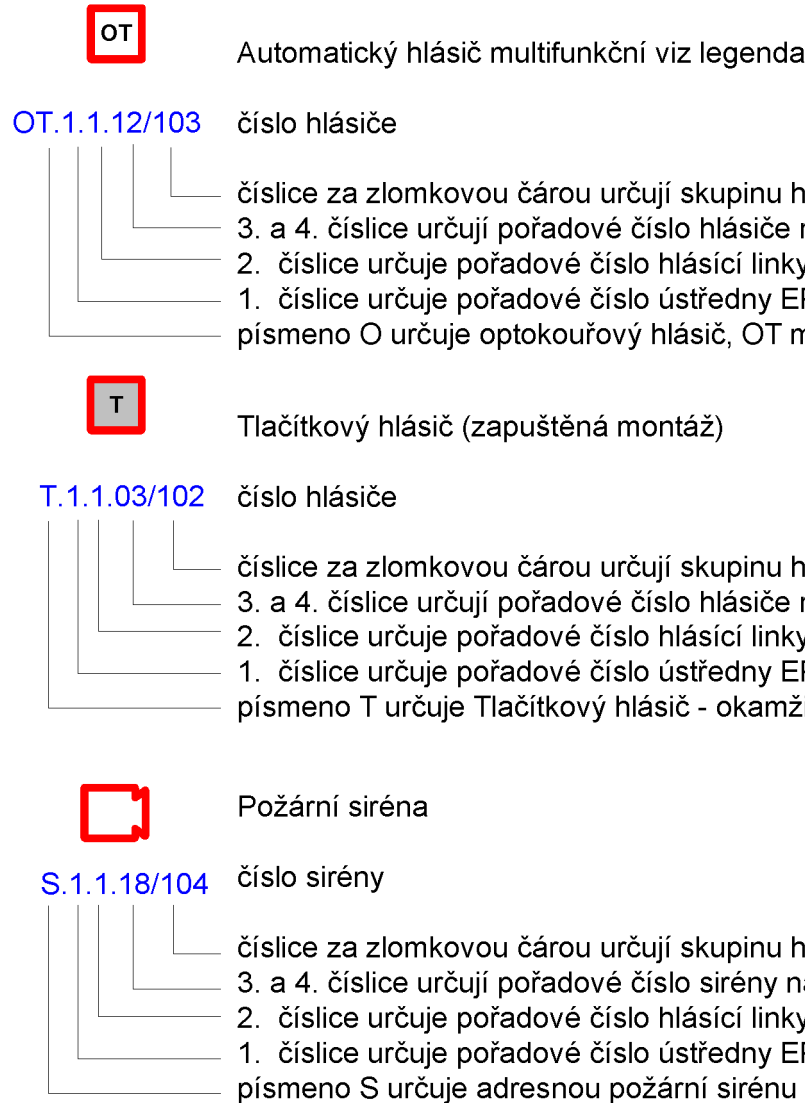 OT
Automatický hlásič multifunkční viz legenda
OT.1.1.12/103 číslo hlásiče
číslice za zlomkovou čárou určují skupinu h
3. a 4. číslice určují pořadové číslo hlásiče
2. číslice určuje pořadové číslo hlásící linky
1. číslice určuje pořadové číslo ústředny
písmeno O určuje optokouřový hlásič, OT m
T
Tlačítkový hlásič (zapuštěná montáž)
T.1.1.03/102 číslo hlásiče
číslice za zlomkovou čárou určují skupinu h
3. a 4. číslice určují pořadové číslo hlásiče
2. číslice určuje pořadové číslo hlásící linky
1. číslice určuje pořadové číslo ústředny
písmeno T určuje Tlačítkový hlásič - okamži
Požární siréna
S.1.1.18/104 číslo sirény
číslice za zlomkovou čárou určují skupinu h
3. a 4. číslice určují pořadové číslo sirény na
2. číslice určuje pořadové číslo hlásící linky
1. číslice určuje pořadové číslo ústředny
písmeno S určuje adresnou požární sirénu